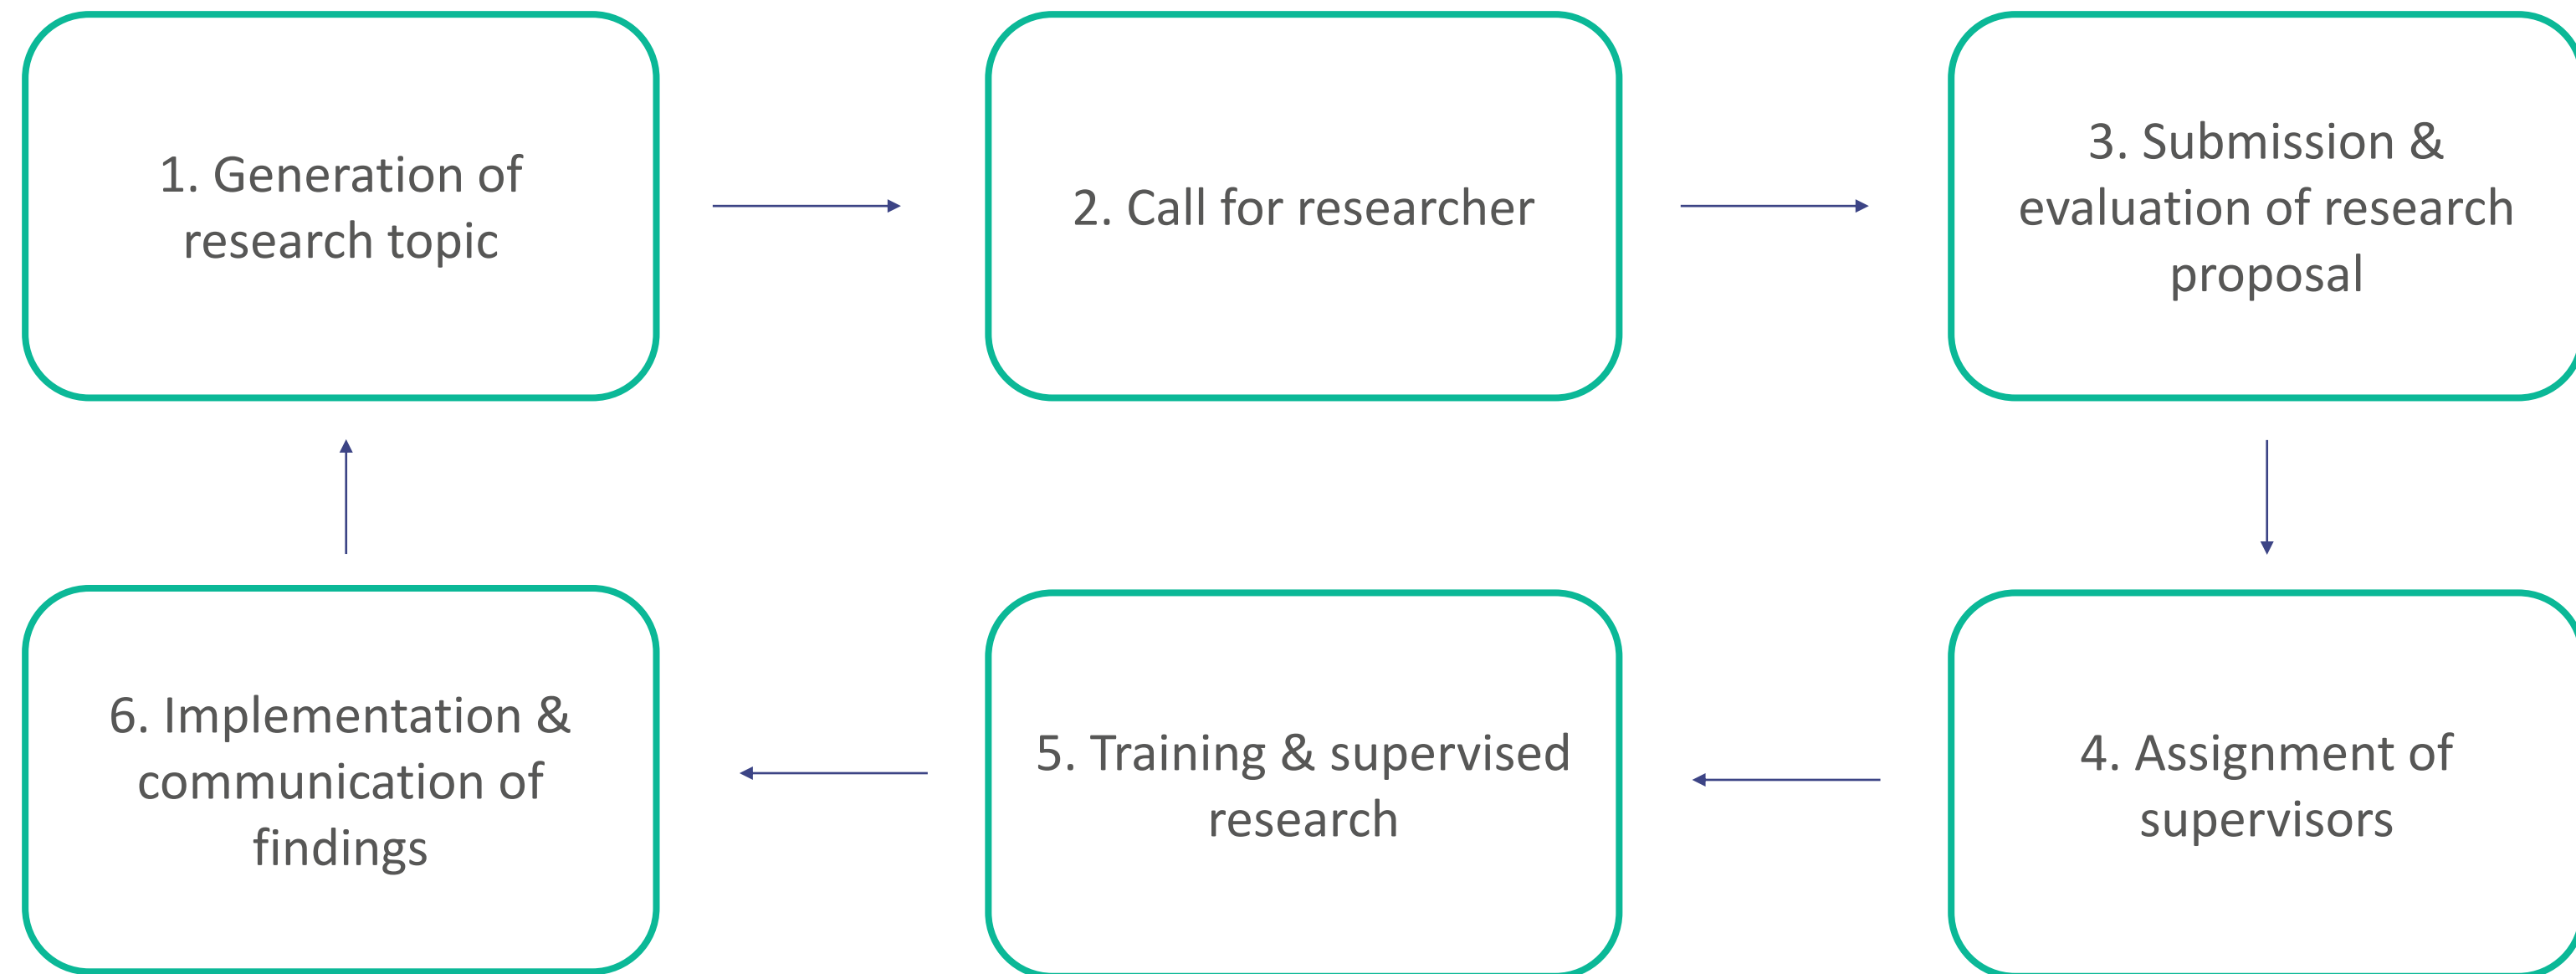 1. Generation of
research topic
2. Call for researcher
3. Submission &
evaluation of research
proposal
4. Assignment of
supervisors
5. Training & supervised
research
6. Implementation &
communication of
findings